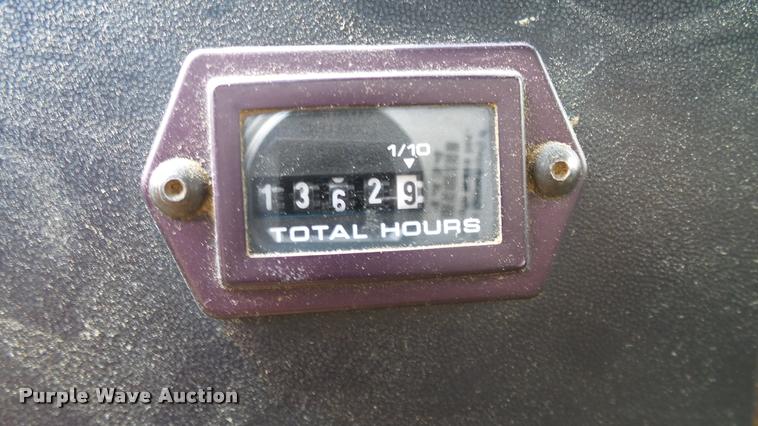 1/10
1 3 6 2 9
TOTAL HOURS
Purple Wave Auction